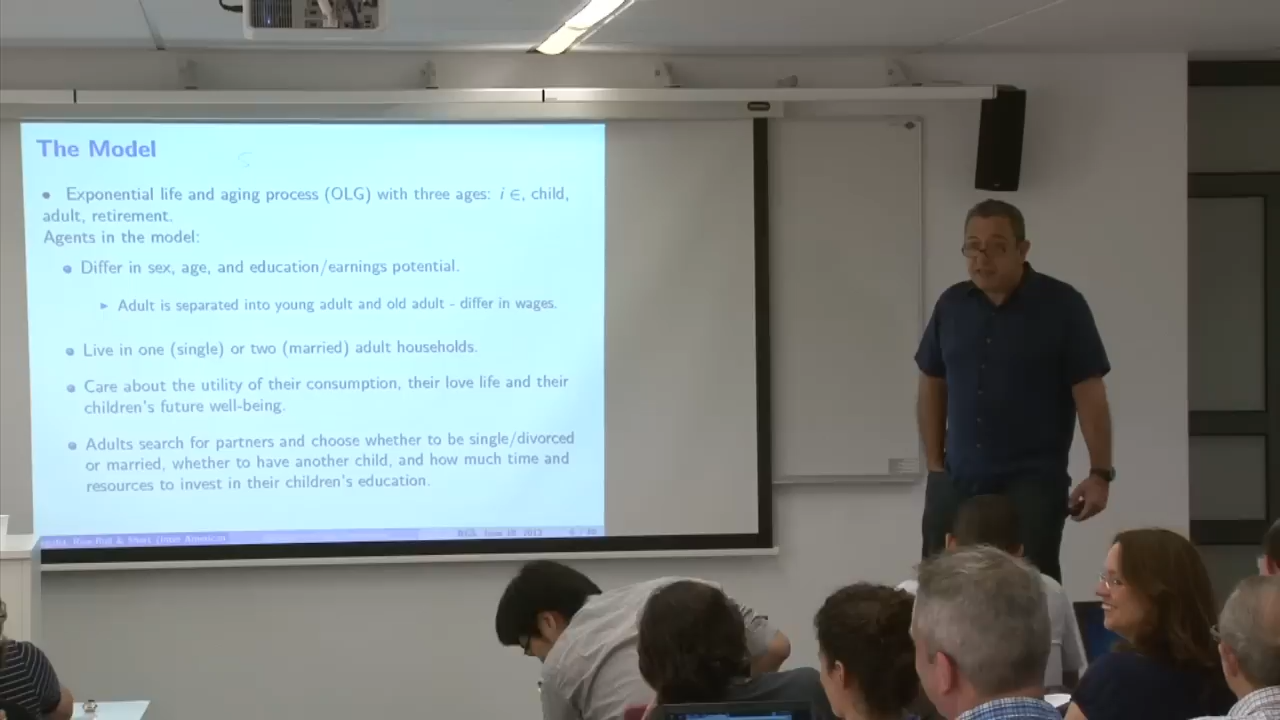 The Model
• Exponential life and aging process (OLG) with three ages: i ∈, child,
adult, retirement.
Agents in the model:
Differ in sex, age, and education/earnings potential.
Adult is separated into young adult and old adult - differ in wages.
Live in one (single) or two (married) adult households.
Care about the utility of their consumption, their love life and their
children's future well-being.
Adults search for partners and choose whether to be single/divorced
or married, whether to have another child, and how much time and
resources to invest in their children's education.